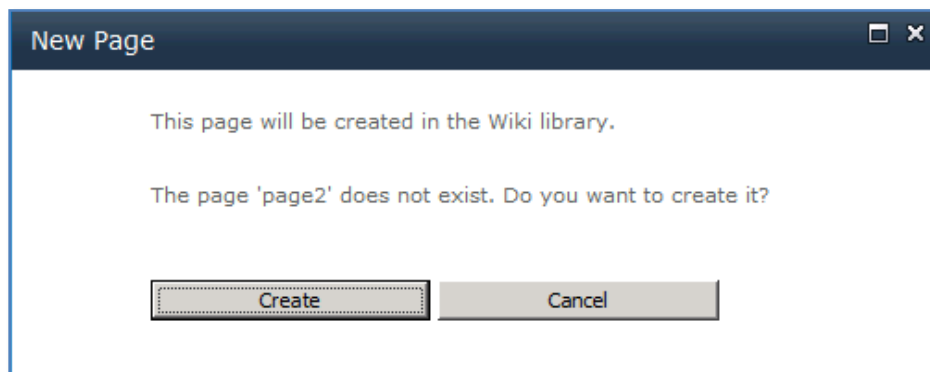 New Page
This page will be created in the Wiki library.
The page 'page2' does not exist. Do you want to create it?
Create
Cancel